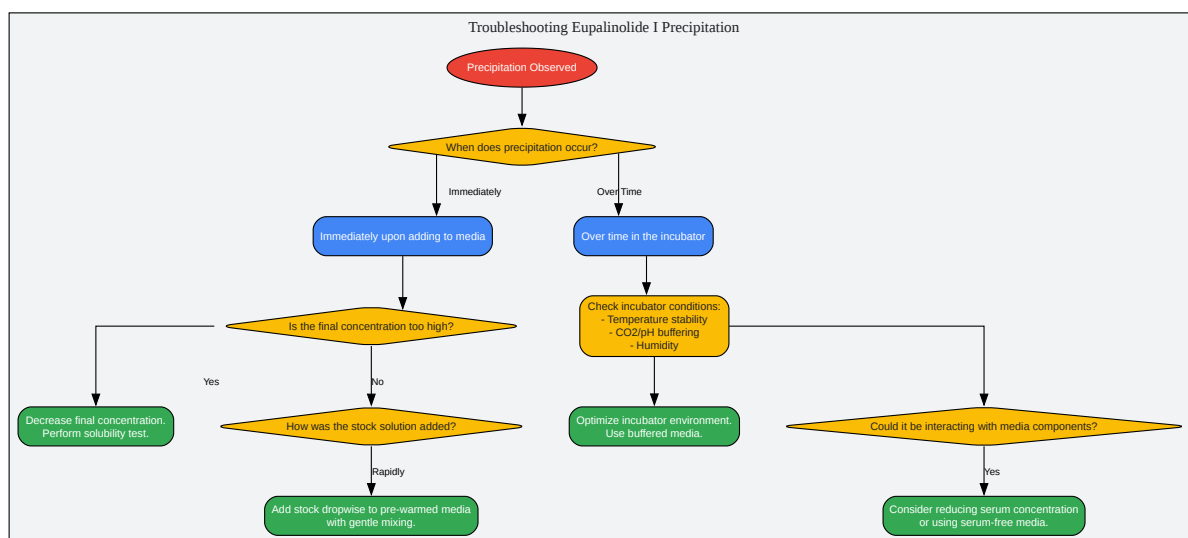 Troubleshooting Eupalinolide I Precipitation
Precipitation Observed
When does precipitation occur?
Immediately
Over Time
Immediately upon adding to media
Over time in the incubator
Check incubator conditions:
- Temperature stability
- CO2/pH buffering
- Humidity
Is the final concentration too high?
Yes
No
Decrease final concentration.
Perform solubility test.
How was the stock solution added?
Optimize incubator environment.
Use buffered media.
Could it be interacting with media components?
Rapidly
Yes
Add stock dropwise to pre-warmed media
with gentle mixing.
Consider reducing serum concentration
or using serum-free media.